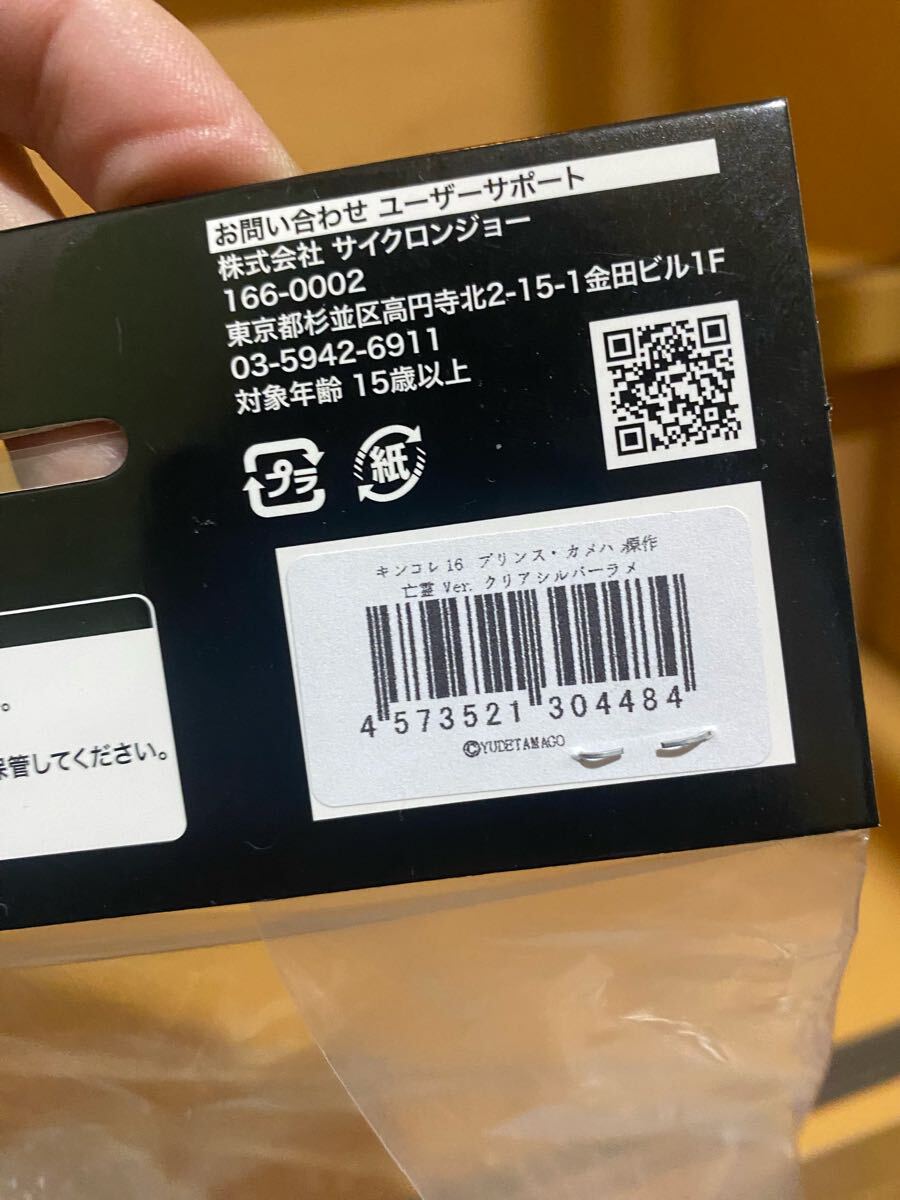 お問い合わせ ユーザーサポート
株式会社 サイクロンジョー
166-0002
東京都杉並区高円寺北2-15-1金田ビル1F
03-5942-6911
対象年齢 15歳以上
プラ
紙
キンコレ16 プリンス・カメハ 原作
亡霊 Ver. クリアシルバーラメ
4 573521 304484
©YUDETAMAGO
。
保管してください。